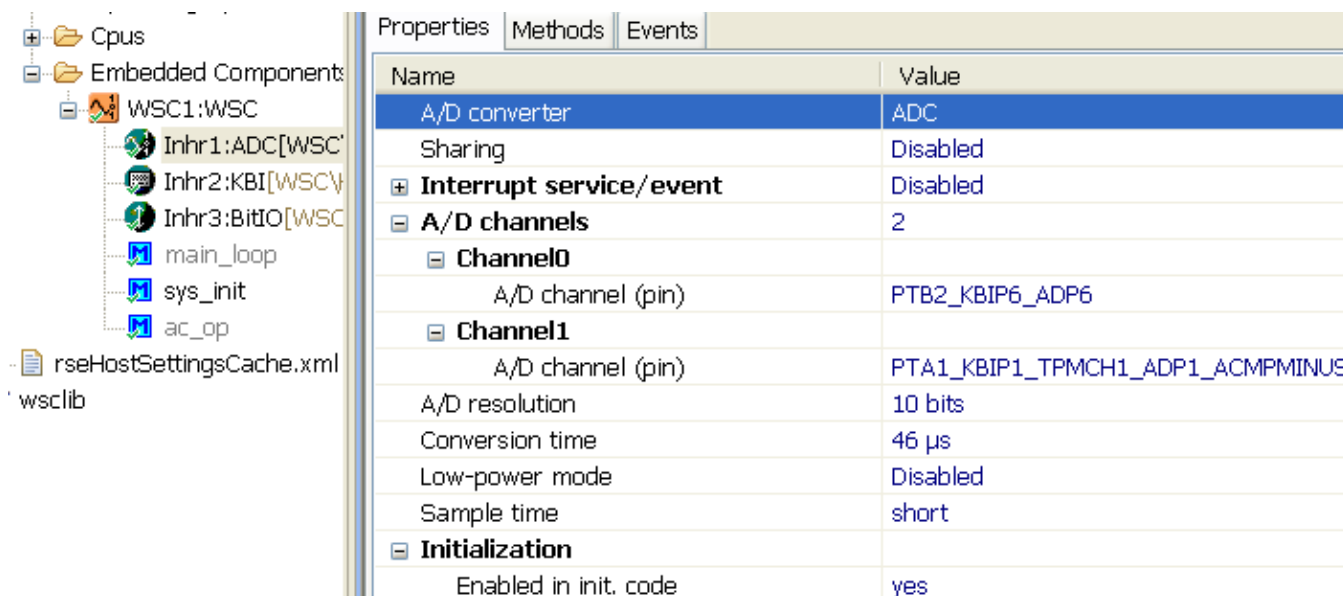 Cpus
Embedded Components
WSC1:WSC
Inhr1:ADC[WSC\
Inhr2:KBI[WSC\
Inhr3:BitIO[WSC
main_loop
sys_init
ac_op
rseHostSettingsCache.xml
wsclib
Properties Methods Events
Name Value
A/D converter ADC
Sharing Disabled
Interrupt service/event Disabled
A/D channels 2
Channel0
A/D channel (pin) PTB2_KBIP6_ADP6
Channel1
A/D channel (pin) PTA1_KBIP1_TPMCH1_ADP1_ACMPMINUS
A/D resolution 10 bits
Conversion time 46 µs
Low-power mode Disabled
Sample time short
Initialization
Enabled in init. code yes